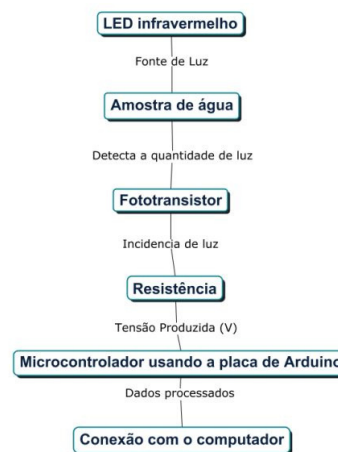 LED infravermelho
Fonte de Luz
Amostra de água
Detecta a quantidade de luz
Fototransistor
Incidencia de luz
Resistência
Tensão Produzida (V)
Microcontrolador usando a placa de Arduino
Dados processados
Conexão com o computador